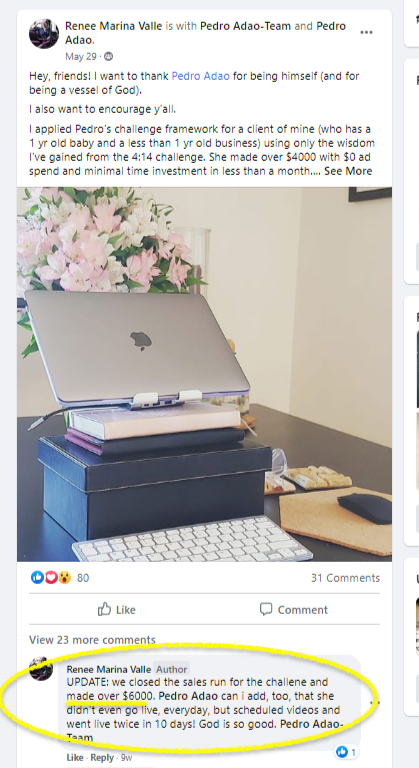 Renee Marina Valle is with Pedro Adao-Team and Pedro
Adao.
May 29 ·
Hey, friends! I want to thank Pedro Adao for being himself (and for
being a vessel of God).
I also want to encourage y'all.
I applied Pedro's challenge framework for a client of mine (who has a
1 yr old baby and a less than 1 yr old business) using only the wisdom
I've gained from the 4:14 challenge. She made over $4000 with $0 ad
spend and minimal time investment in less than a month.... See More
80
31 Comments
Like
Comment
View 23 more comments
Renee Marina Valle Author
UPDATE: we closed the sales run for the challene and
made over $6000. Pedro Adao can i add, too, that she
didn't even go live, everyday, but scheduled videos and
went live twice in 10 days! God is so good. Pedro Adao-
Team
1
Like · Reply · 9w